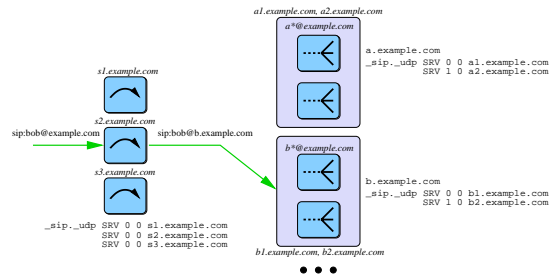 a1.example.com, a2.example.com
a*@example.com
a.example.com
_sip._udp SRV 0 0 a1.example.com
SRV 1 0 a2.example.com
s1.example.com
s2.example.com
sip:bob@example.com
sip:bob@b.example.com
s3.example.com
_sip._udp SRV 0 0 s1.example.com
SRV 0 0 s2.example.com
SRV 0 0 s3.example.com
b*@example.com
b.example.com
_sip._udp SRV 0 0 b1.example.com
SRV 1 0 b2.example.com
b1.example.com, b2.example.com